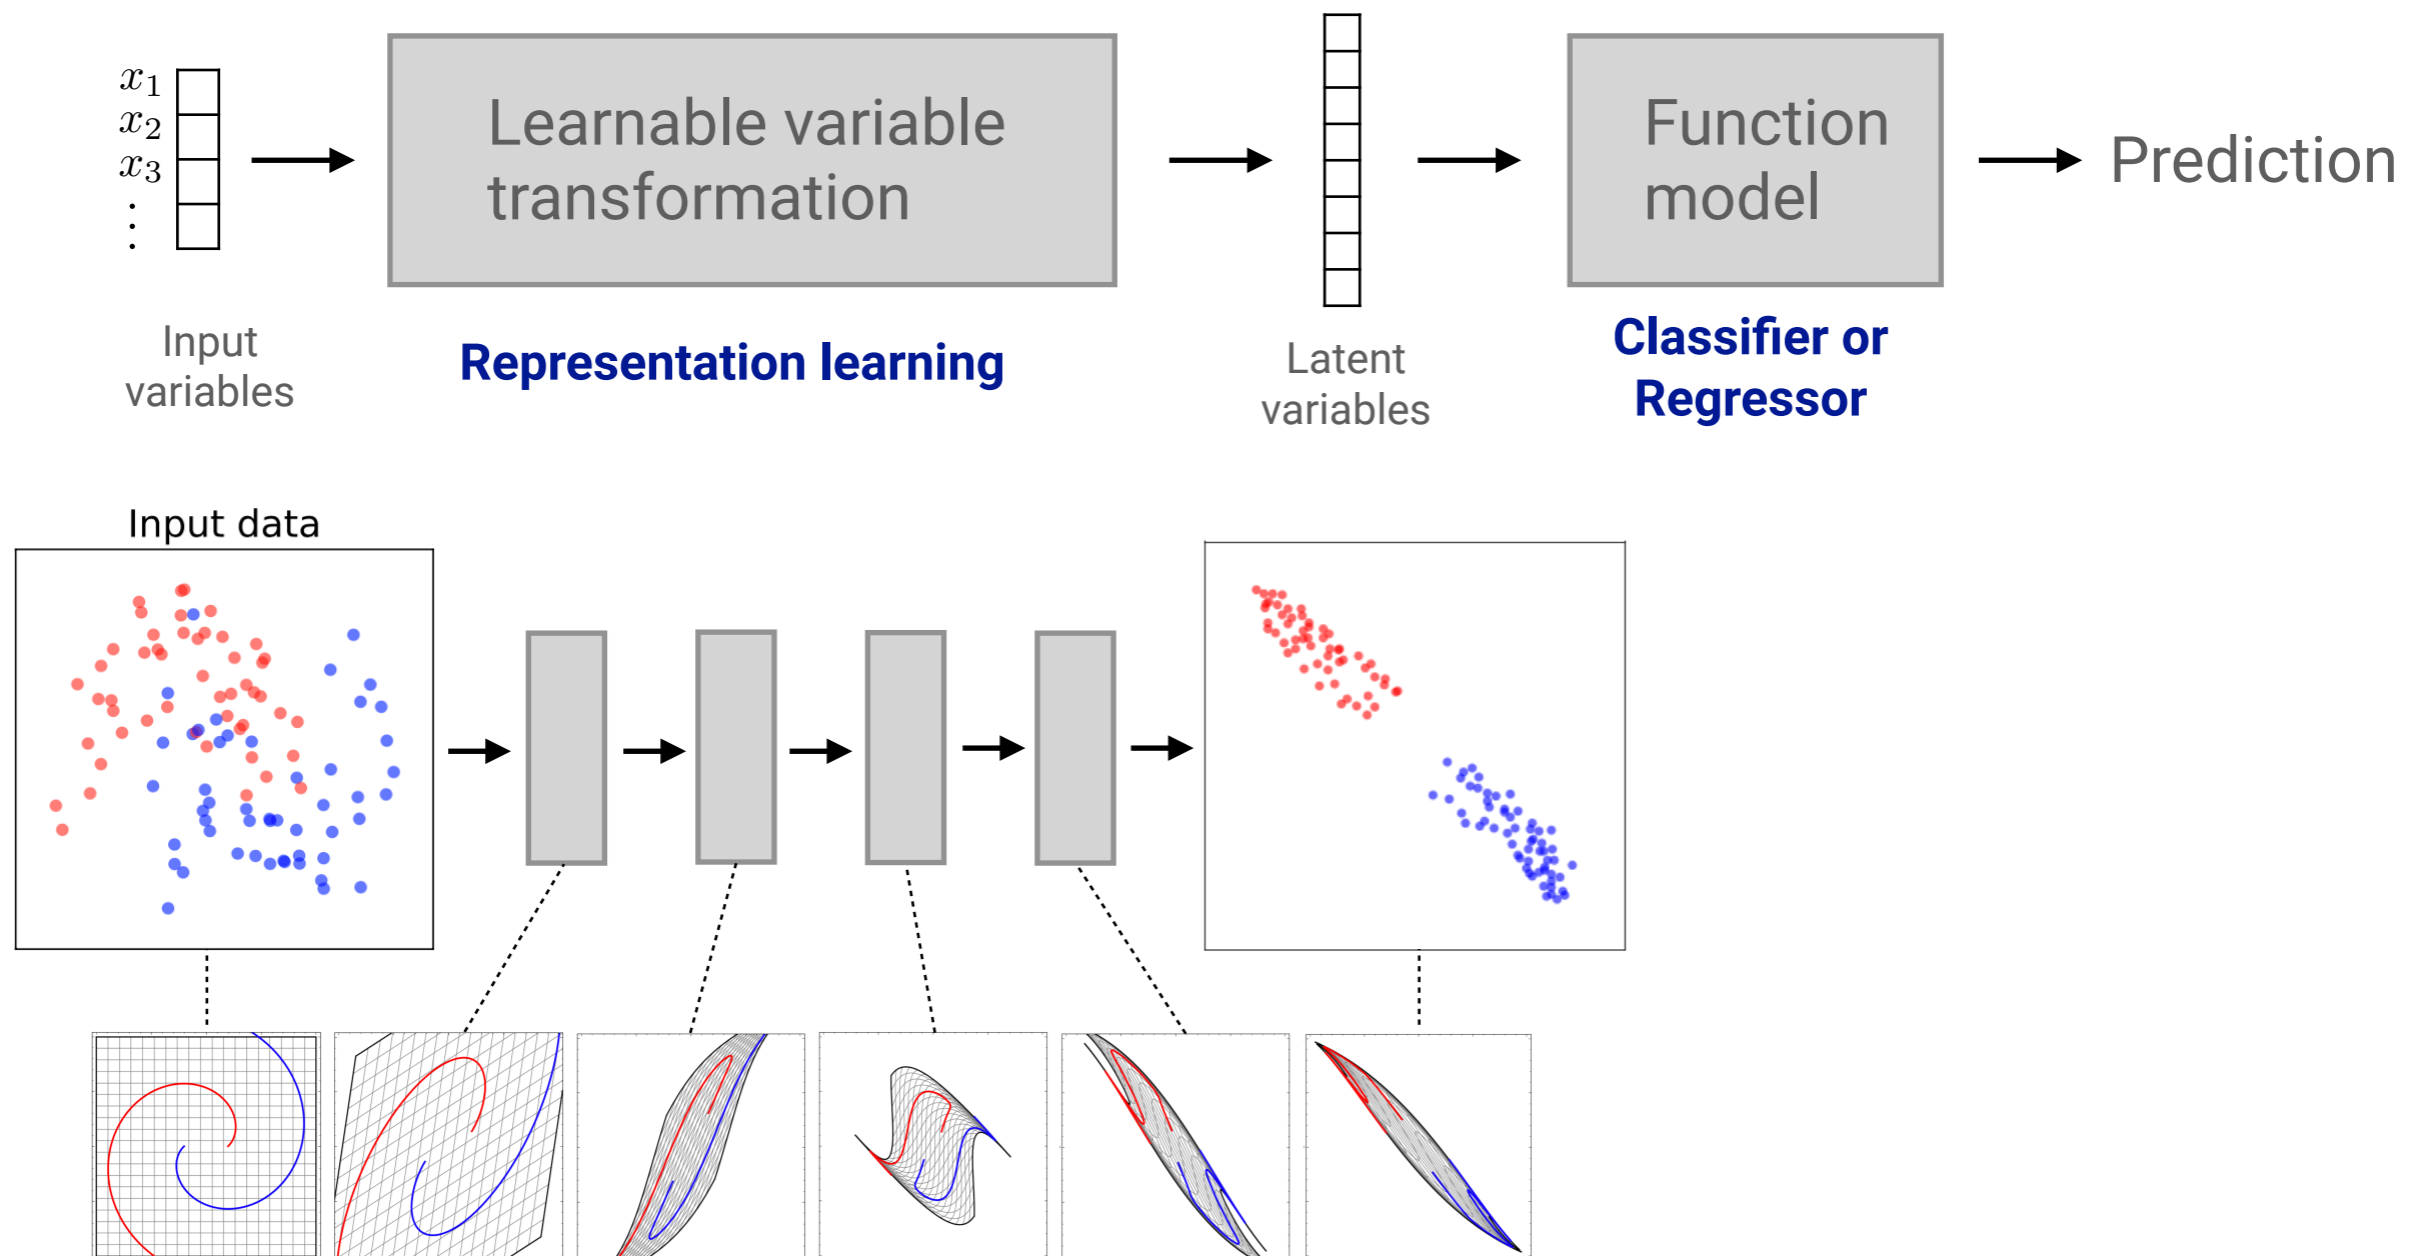 x1
x2
x3
⋮
Learnable variable
transformation
Function
model
Prediction
Input
variables
Representation learning
Latent
variables
Classifier or
Regressor
Input data